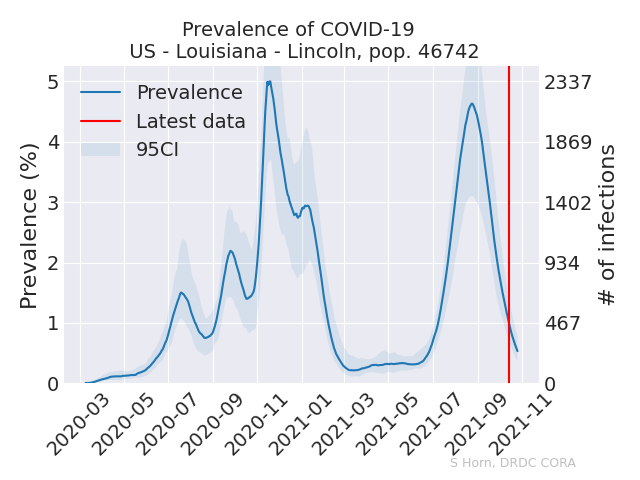 Prevalence of COVID-19
US - Louisiana - Lincoln, pop. 46742
Prevalence (%)
5
4
3
2
1
0
Prevalence
Latest data
95CI
2337
1869
1402
934
467
0
# of infections
2020-03
2020-05
2020-07
2020-09
2020-11
2021-01
2021-03
2021-05
2021-07
2021-09
2021-11
S Horn, DRDC CORA